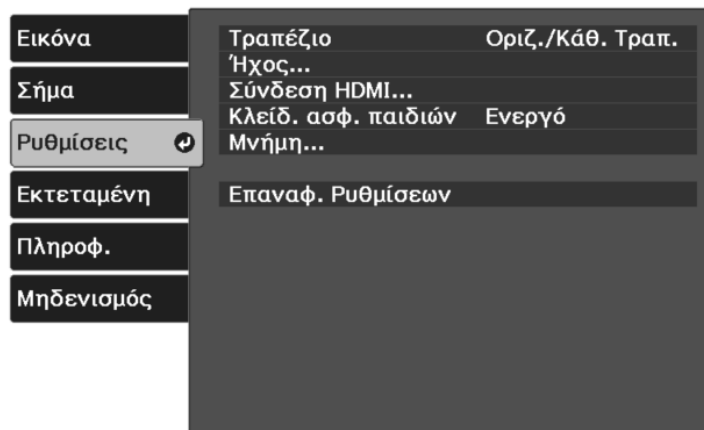 Εικόνα
Σήμα
Ρυθμίσεις
Εκτεταμένη
Πληροφ.
Μηδενισμός
Τραπέζιο Οριζ./Κάθ. Τραπ.
Ήχος...
Σύνδεση HDMI...
Κλείδ. ασφ. παιδιών Ενεργό
Μνήμη...
Επαναφ. Ρυθμίσεων